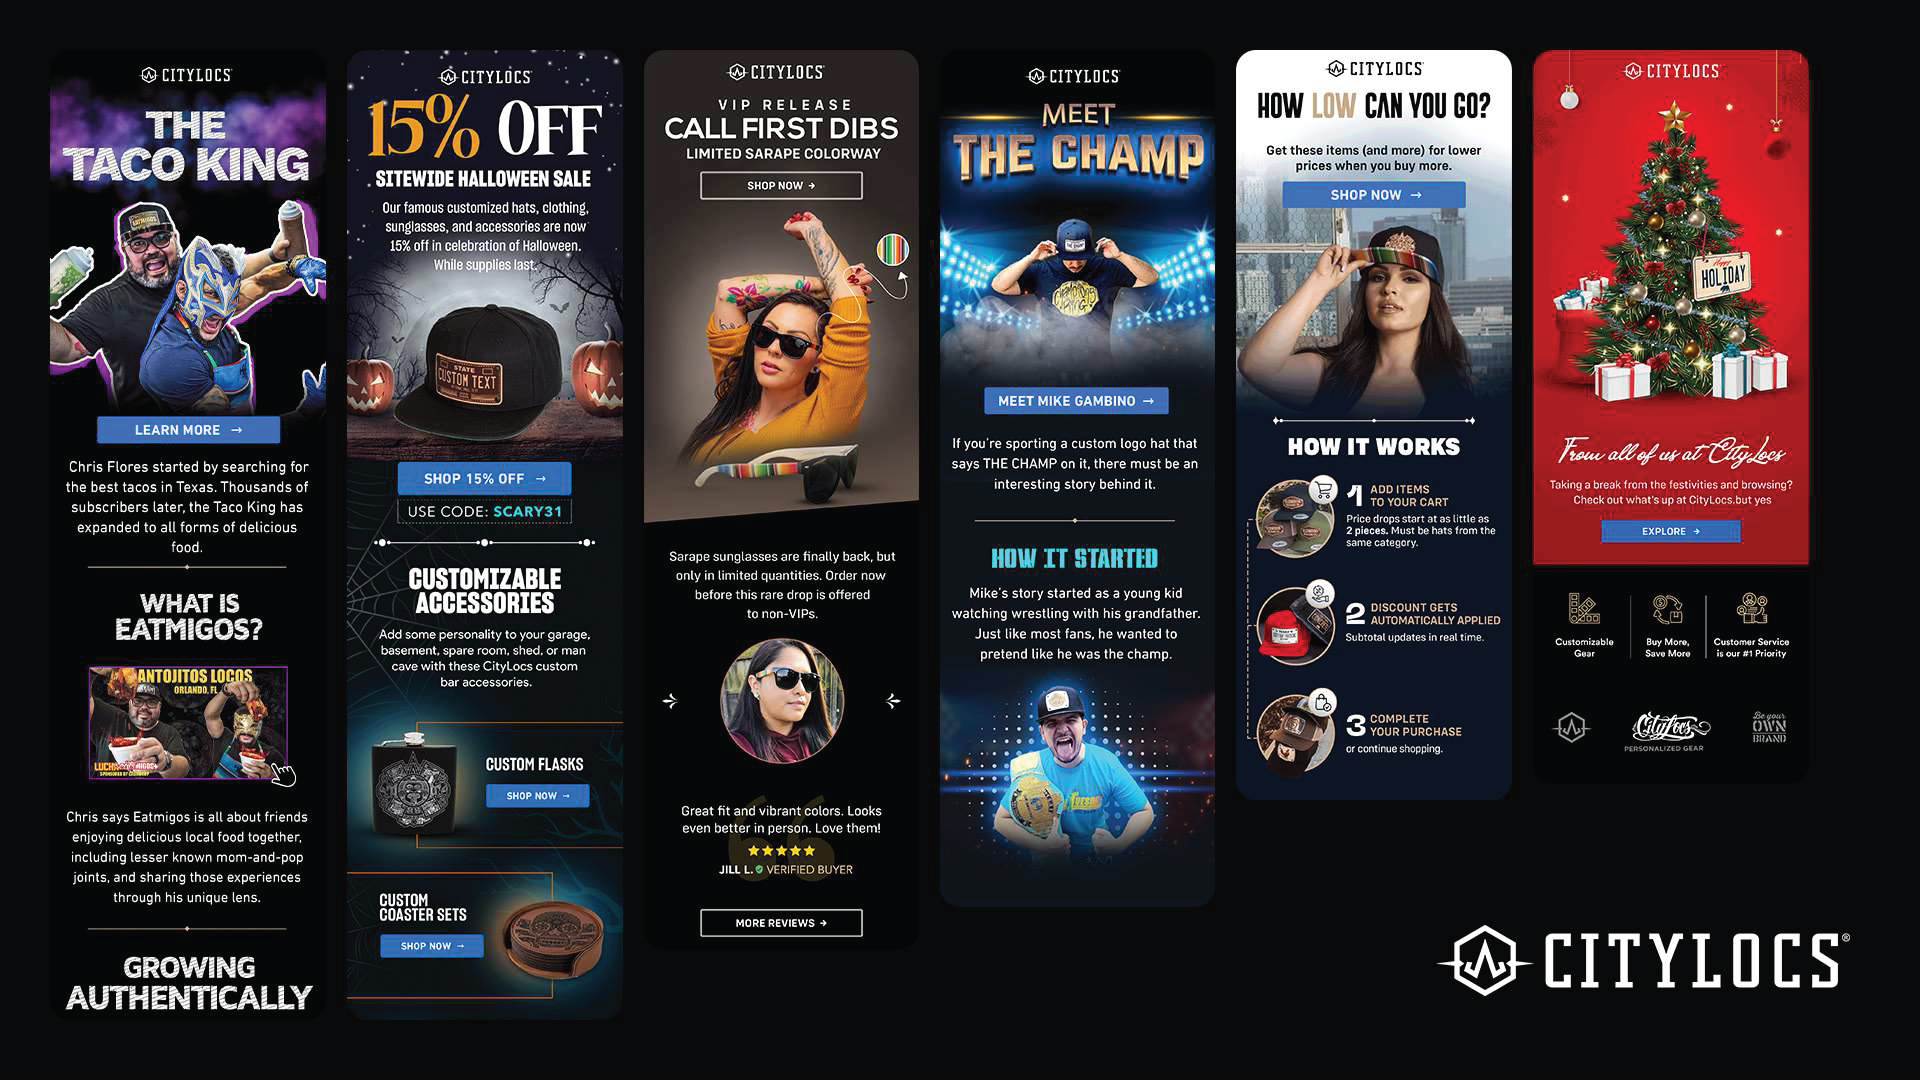 CITYLOCS
THE
TACO KING
EATMIGOS
LEARN MORE →
Chris Flores started by searching for
the best tacos in Texas. Thousands of
subscribers later, the Taco King has
expanded to all forms of delicious
food.
WHAT IS
EATMIGOS?
ANTOJITOS LOCOS
ORLANDO, FL
Chris says Eatmigos is all about friends
enjoying delicious local food together,
including lesser known mom-and-pop
joints, and sharing those experiences
through his unique lens.
GROWING
AUTHENTICALLY
CITYLOCS
15% OFF
SITEWIDE HALLOWEEN SALE
Our famous customized hats, clothing,
sunglasses, and accessories are now
15% off in celebration of Halloween.
While supplies last.
STATE
CUSTOM TEXT
SHOP 15% OFF →
USE CODE: SCARY31
CUSTOMIZABLE
ACCESSORIES
Add some personality to your garage,
basement, spare room, shed, or man
cave with these CityLocs custom
bar accessories.
CUSTOM FLASKS
SHOP NOW →
CUSTOM
COASTER SETS
SHOP NOW →
CITYLOCS
VIP RELEASE
CALL FIRST DIBS
LIMITED SARAPE COLORWAY
SHOP NOW →
Sarape sunglasses are finally back, but
only in limited quantities. Order now
before this rare drop is offered
to non-VIPs.
Great fit and vibrant colors. Looks
even better in person. Love them!
JILL L. VERIFIED BUYER
MORE REVIEWS →
CITYLOCS
MEET
THE CHAMP
THE CHAMP
MEET MIKE GAMBINO →
If you're sporting a custom logo hat that
says THE CHAMP on it, there must be an
interesting story behind it.
HOW IT STARTED
Mike's story started as a young kid
watching wrestling with his grandfather.
Just like most fans, he wanted to
pretend like he was the champ.
CITYLOCS
HOW LOW CAN YOU GO?
Get these items (and more) for lower
prices when you buy more.
SHOP NOW →
HOW IT WORKS
1 ADD ITEMS
TO YOUR CART
Price drops start at as little as
2 pieces. Must be hats from the
same category.
2 DISCOUNT GETS
AUTOMATICALLY APPLIED
Subtotal updates in real time.
3 COMPLETE
YOUR PURCHASE
or continue shopping.
CITYLOCS
Happy
HOLIDAY
From all of us at CityLocs
Taking a break from the festivities and browsing?
Check out what's up at CityLocs.but yes
EXPLORE →
Customizable
Gear
Buy More,
Save More
Customer Service
is our #1 Priority
CityLocs
PERSONALIZED GEAR
Be your
OWN
BRAND
CITYLOCS®